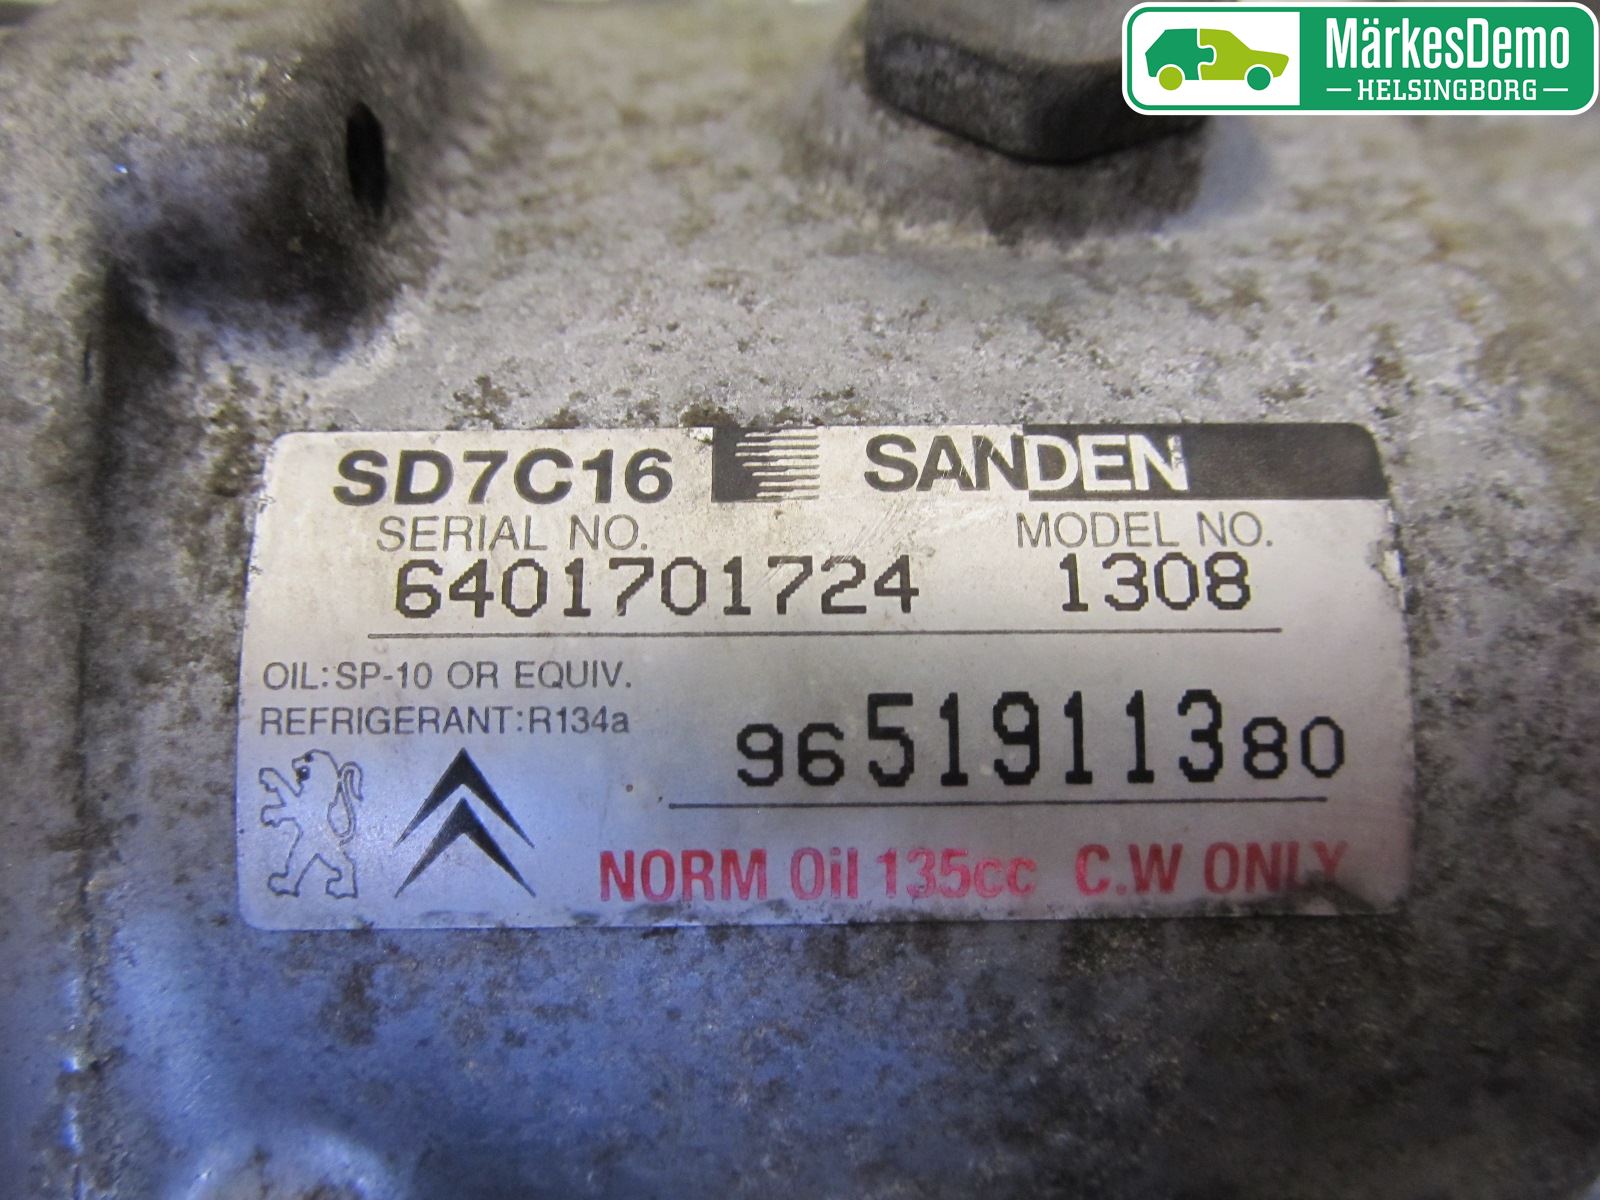 MärkesDemo
HELSINGBORG
SD7C16 SANDEN
SERIAL NO. MODEL NO.
6401701724 1308
OIL:SP-10 OR EQUIV.
REFRIGERANT:R134a
9651911380
NORM Oil 135cc C.W ONLY